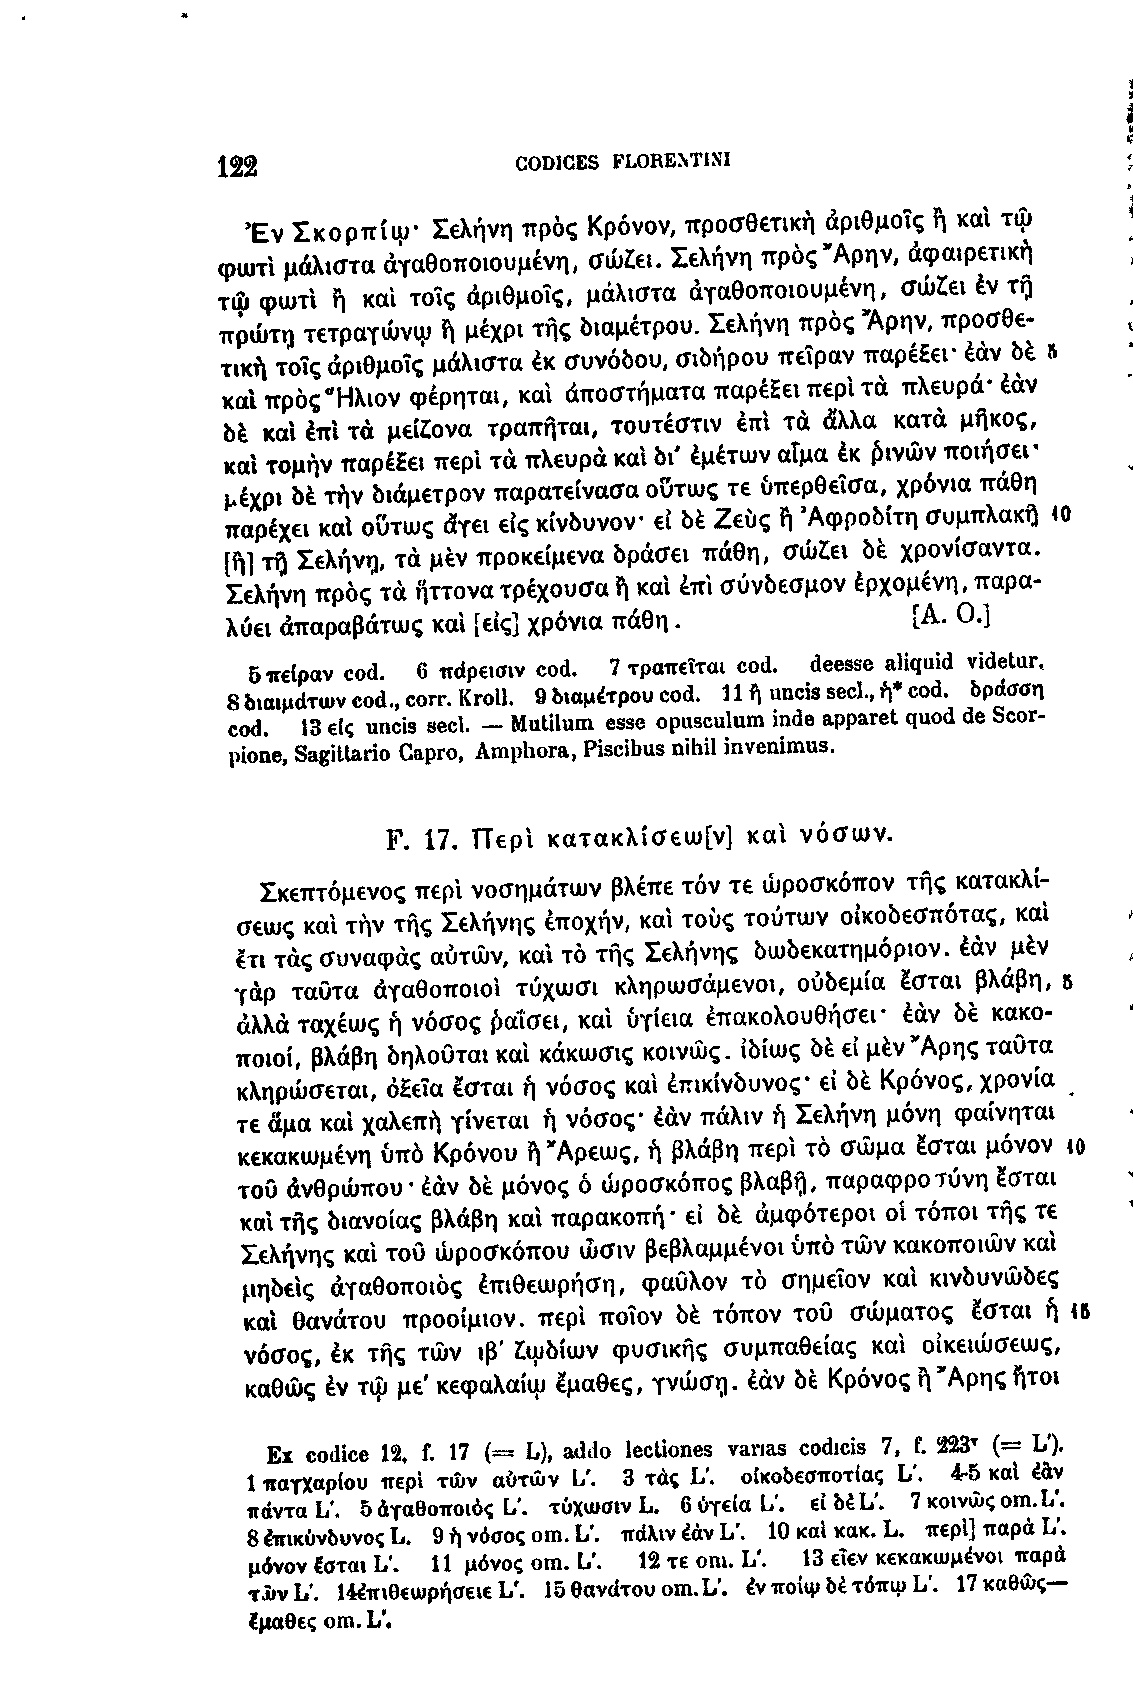 122 CODICES FLORENTINI
Ἐν Σκορπίῳ· Σελήνη πρὸς Κρόνον, προσθετικὴ ἀριθμοῖς ἢ καὶ τῷ
φωτὶ μάλιστα ἀγαθοποιουμένη, σώζει. Σελήνη πρὸς Ἄρην, ἀφαιρετικὴ
τῷ φωτὶ ἢ καὶ τοῖς ἀριθμοῖς, μάλιστα ἀγαθοποιουμένη, σώζει ἐν τῇ
πρώτῃ τετραγώνῳ ἢ μέχρι τῆς διαμέτρου. Σελήνη πρὸς Ἄρην, προσθε-
τικὴ τοῖς ἀριθμοῖς μάλιστα ἐκ συνόδου, σιδήρου πεῖραν παρέξει· ἐὰν δὲ 5
καὶ πρὸς Ἥλιον φέρηται, καὶ ἀποστήματα παρέξει περὶ τὰ πλευρά· ἐὰν
δὲ καὶ ἐπὶ τὰ μείζονα τραπῆται, τουτέστιν ἐπὶ τὰ ἄλλα κατὰ μῆκος,
καὶ τομὴν παρέξει περὶ τὰ πλευρὰ καὶ δι' ἐμέτων αἷμα ἐκ ῥινῶν ποιήσει·
μέχρι δὲ τὴν διάμετρον παρατείνασα οὕτως τε ὑπερθεῖσα, χρόνια πάθη
παρέχει καὶ οὕτως ἄγει εἰς κίνδυνον· εἰ δὲ Ζεὺς ἢ Ἀφροδίτη συμπλακῇ 10
[ἢ] τῇ Σελήνῃ, τὰ μὲν προκείμενα δράσει πάθη, σώζει δὲ χρονίσαντα.
Σελήνη πρὸς τὰ ἥττονα τρέχουσα ἢ καὶ ἐπὶ σύνδεσμον ἐρχομένη, παρα-
λύει ἀπαραβάτως καὶ [εἰς] χρόνια πάθη. [A. O.]
5 πείραν cod. 6 πάρεισιν cod. 7 τραπεῖται cod. deesse aliquid videtur.
8 διαιμάτων cod., corr. Kroll. 9 διαμέτρου cod. 11 ἢ uncis secl., ἡ* cod. δράσση
cod. 13 εἰς uncis secl. — Mutilum esse opusculum inde apparet quod de Scor-
pione, Sagittario Capro, Amphora, Piscibus nihil invenimus.
F. 17. Περὶ κατακλίσεω[ν] καὶ νόσων.
Σκεπτόμενος περὶ νοσημάτων βλέπε τόν τε ὡροσκόπον τῆς κατακλί-
σεως καὶ τὴν τῆς Σελήνης ἐποχήν, καὶ τοὺς τούτων οἰκοδεσπότας, καὶ
ἔτι τὰς συναφὰς αὐτῶν, καὶ τὸ τῆς Σελήνης δωδεκατημόριον. ἐὰν μὲν
γὰρ ταῦτα ἀγαθοποιοὶ τύχωσι κληρωσάμενοι, οὐδεμία ἔσται βλάβη, 5
ἀλλὰ ταχέως ἡ νόσος ῥαΐσει, καὶ ὑγίεια ἐπακολουθήσει· ἐὰν δὲ κακο-
ποιοί, βλάβη δηλοῦται καὶ κάκωσις κοινῶς. ἰδίως δὲ εἰ μὲν Ἄρης ταῦτα
κληρώσεται, ὀξεῖα ἔσται ἡ νόσος καὶ ἐπικίνδυνος· εἰ δὲ Κρόνος, χρονία
τε ἅμα καὶ χαλεπὴ γίνεται ἡ νόσος· ἐὰν πάλιν ἡ Σελήνη μόνη φαίνηται
κεκακωμένη ὑπὸ Κρόνου ἢ Ἄρεως, ἡ βλάβη περὶ τὸ σῶμα ἔσται μόνον 10
τοῦ ἀνθρώπου· ἐὰν δὲ μόνος ὁ ὡροσκόπος βλαβῇ, παραφροσύνη ἔσται
καὶ τῆς διανοίας βλάβη καὶ παρακοπή· εἰ δὲ ἀμφότεροι οἱ τόποι τῆς τε
Σελήνης καὶ τοῦ ὡροσκόπου ὦσιν βεβλαμμένοι ὑπὸ τῶν κακοποιῶν καὶ
μηδεὶς ἀγαθοποιὸς ἐπιθεωρήσῃ, φαῦλον τὸ σημεῖον καὶ κινδυνῶδες
καὶ θανάτου προοίμιον. περὶ ποῖον δὲ τόπον τοῦ σώματος ἔσται ἡ 15
νόσος, ἐκ τῆς τῶν ιβ' ζῳδίων φυσικῆς συμπαθείας καὶ οἰκειώσεως,
καθὼς ἐν τῷ με' κεφαλαίῳ ἔμαθες, γνώσῃ. ἐὰν δὲ Κρόνος ἢ Ἄρης ἤτοι
Ex codice 12, f. 17 (= L), addo lectiones varias codicis 7, f. 223ᵛ (= L').
1 παγχαρίου περὶ τῶν αὐτῶν L'. 3 τὰς L'. οἰκοδεσποτίας L'. 4-5 καὶ ἐὰν
πάντα L'. 5 ἀγαθοποιὸς L'. τύχωσιν L. 6 ὑγεία L'. εἰ δὲ L'. 7 κοινῶς om. L'.
8 ἐπικύνδυνος L. 9 ἡ νόσος om. L'. πάλιν ἐὰν L'. 10 καὶ κακ. L. περὶ] παρὰ L'.
μόνον ἔσται L'. 11 μόνος om. L'. 12 τε om. L'. 13 εἶεν κεκακωμένοι παρὰ
τῶν L'. 14 ἐπιθεωρήσειε L'. 15 θανάτου om. L'. ἐν ποίῳ δὲ τόπῳ L'. 17 καθὼς—
ἔμαθες om. L'.